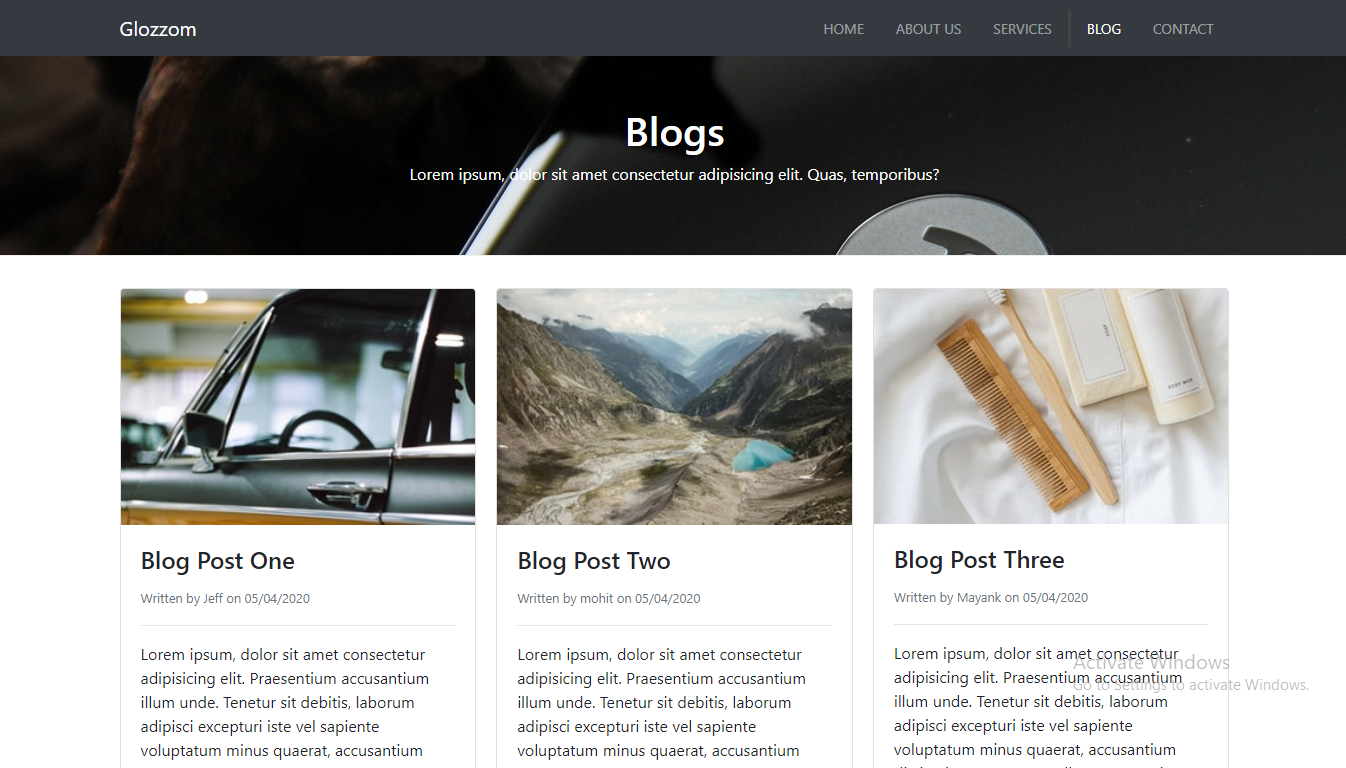 Glozzom
HOME ABOUT US SERVICES BLOG CONTACT
Blogs
Lorem ipsum, dolor sit amet consectetur adipisicing elit. Quas, temporibus?
BODY
Blog Post One
Written by Jeff on 05/04/2020
Lorem ipsum, dolor sit amet consectetur
adipisicing elit. Praesentium accusantium
illum unde. Tenetur sit debitis, laborum
adipisci excepturi iste vel sapiente
voluptatum minus quaerat, accusantium
Blog Post Two
Written by mohit on 05/04/2020
Lorem ipsum, dolor sit amet consectetur
adipisicing elit. Praesentium accusantium
illum unde. Tenetur sit debitis, laborum
adipisci excepturi iste vel sapiente
voluptatum minus quaerat, accusantium
Blog Post Three
Written by Mayank on 05/04/2020
Lorem ipsum, dolor sit amet consectetur
adipisicing elit. Praesentium accusantium
illum unde. Tenetur sit debitis, laborum
adipisci excepturi iste vel sapiente
voluptatum minus quaerat, accusantium
Activate Windows
Go to Settings to activate Windows.